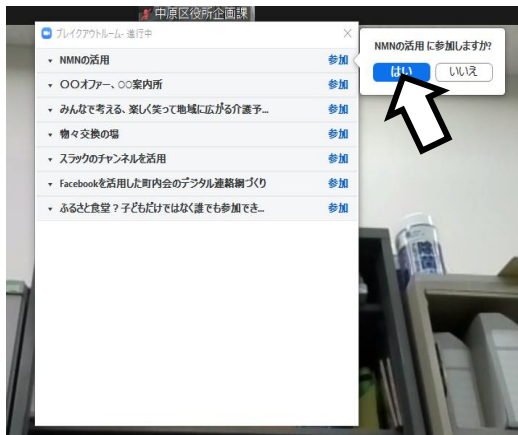 中原区役所企画課
ブレイクアウトルーム- 進行中
NMNの活用 参加
〇〇オファー、○○案内所 参加
みんなで考える、楽しく笑って地域に広がる介護予... 参加
物々交換の場 参加
スラックのチャンネルを活用 参加
Facebookを活用した町内会のデジタル連絡網づくり 参加
ふるさと食堂？子どもだけではなく誰でも参加でき... 参加
NMNの活用 に参加しますか?
はい いいえ
除菌